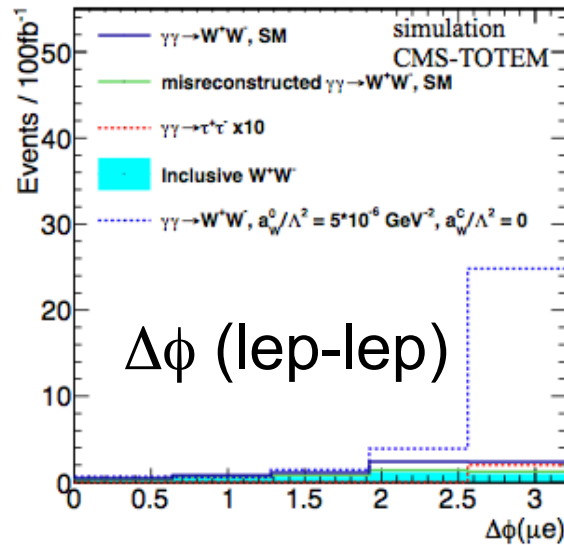 simulation
CMS-TOTEM
γγ→W⁺W⁻, SM
misreconstructed γγ→W⁺W⁻, SM
γγ→τ⁺τ⁻ x10
Inclusive W⁺W⁻
γγ→W⁺W⁻, a⁰_W/Λ² = 5*10⁻⁶ GeV⁻², a^C_W/Λ² = 0
Events / 100fb⁻¹
50
40
30
20
10
0
Δϕ (lep-lep)
0 0.5 1 1.5 2 2.5 3
Δϕ(μe)